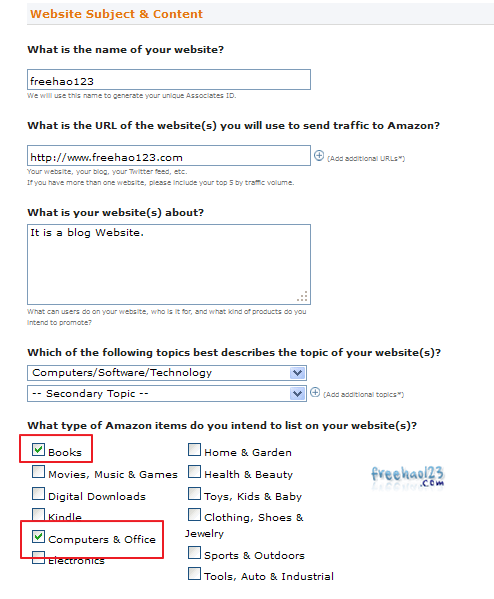 Website Subject & Content
What is the name of your website?
freehao123
We will use this name to generate your unique Associates ID.
What is the URL of the website(s) you will use to send traffic to Amazon?
http://www.freehao123.com
(Add additional URLs*)
Your website, your blog, your Twitter feed, etc.
If you have more than one website, please include your top 5 by traffic volume.
What is your website(s) about?
It is a blog Website.
What can users do on your website, who is it for, and what kind of products do you
intend to promote?
Which of the following topics best describes the topic of your website(s)?
Computers/Software/Technology
-- Secondary Topic --
(Add additional topics*)
What type of Amazon items do you intend to list on your website(s)?
Books
Movies, Music & Games
Digital Downloads
Kindle
Computers & Office
Electronics
Home & Garden
Health & Beauty
Toys, Kids & Baby
Clothing, Shoes &
Jewelry
Sports & Outdoors
Tools, Auto & Industrial
freehao123
.com